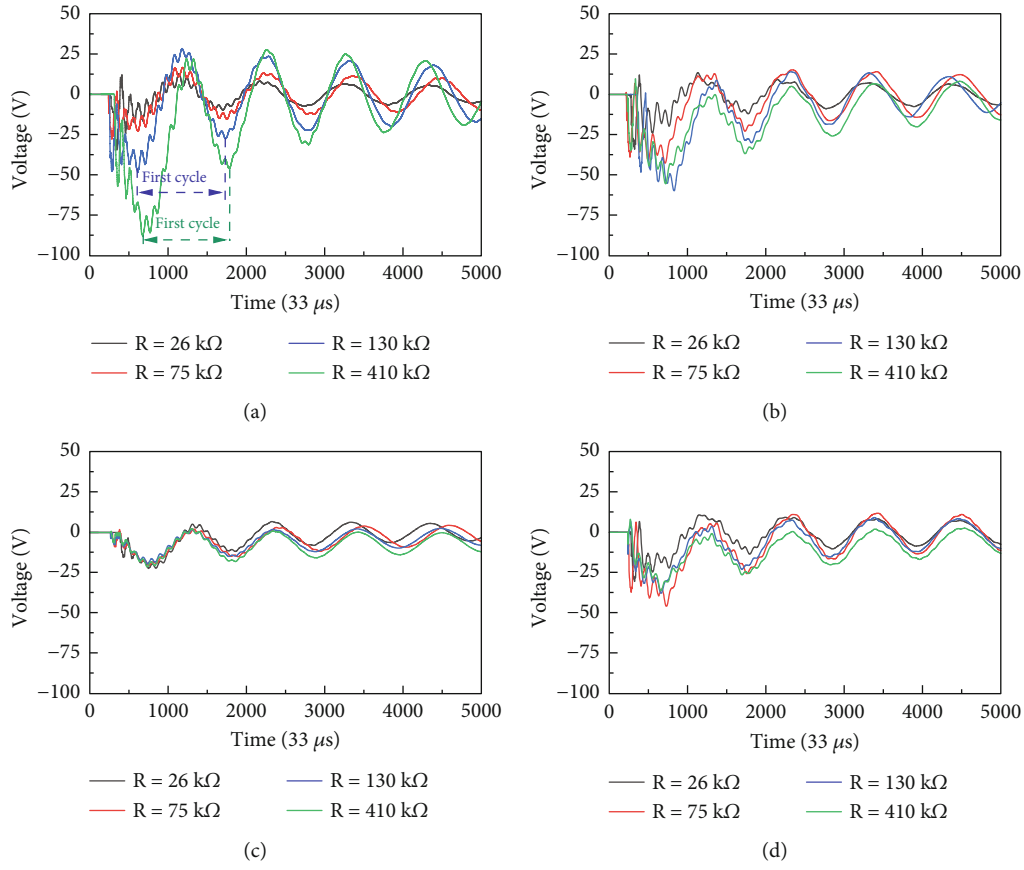 50
25
0
−25
−50
−75
−100
Voltage (V)
First cycle
First cycle
0 1000 2000 3000 4000 5000
Time (33 μs)
R = 26 kΩ R = 130 kΩ
R = 75 kΩ R = 410 kΩ
(a)
50
25
0
−25
−50
−75
−100
Voltage (V)
0 1000 2000 3000 4000 5000
Time (33 μs)
R = 26 kΩ R = 130 kΩ
R = 75 kΩ R = 410 kΩ
(b)
50
25
0
−25
−50
−75
−100
Voltage (V)
0 1000 2000 3000 4000 5000
Time (33 μs)
R = 26 kΩ R = 130 kΩ
R = 75 kΩ R = 410 kΩ
(c)
50
25
0
−25
−50
−75
−100
Voltage (V)
0 1000 2000 3000 4000 5000
Time (33 μs)
R = 26 kΩ R = 130 kΩ
R = 75 kΩ R = 410 kΩ
(d)